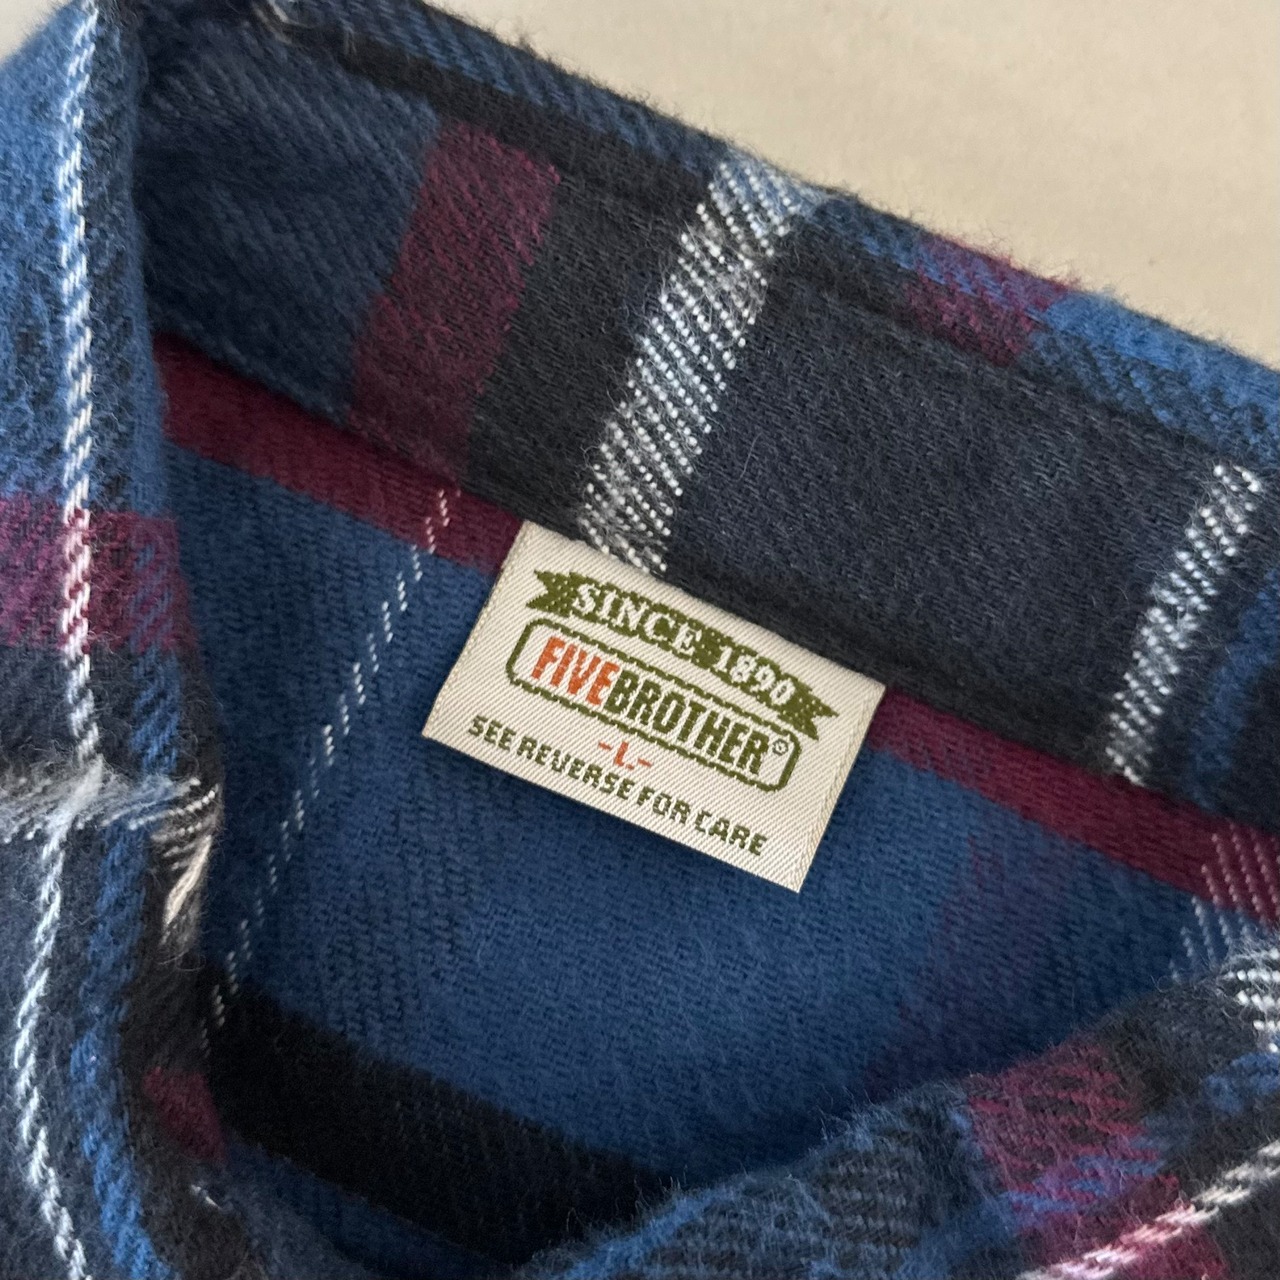 SINCE 1890
FIVEBROTHER®
-L-
SEE REVERSE FOR CARE